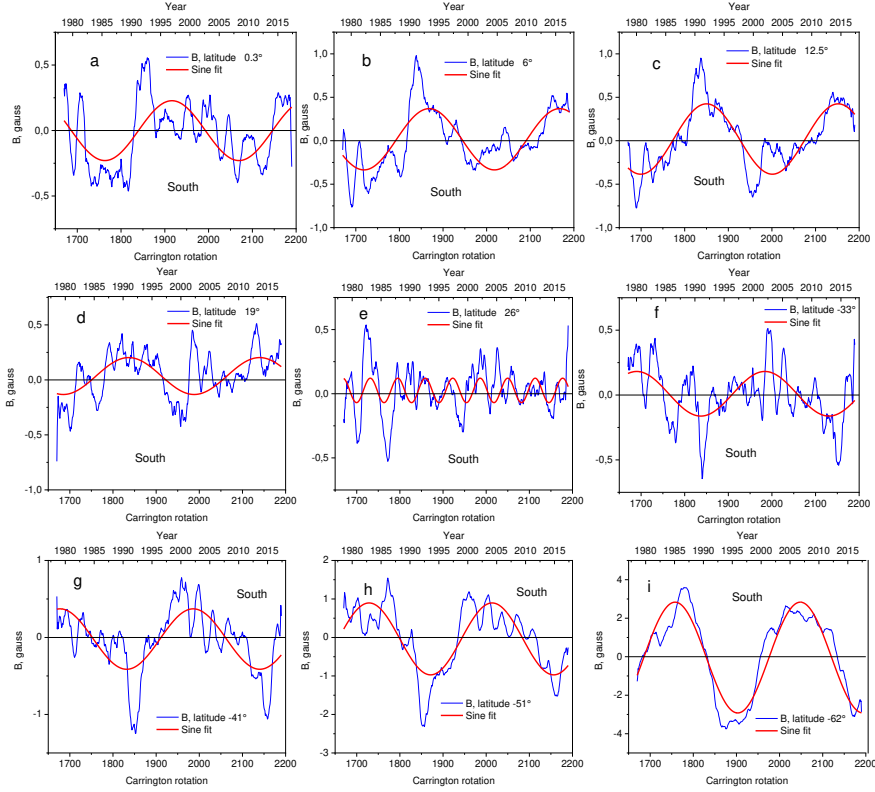 Year
1980 1985 1990 1995 2000 2005 2010 2015
a
B, latitude 0.3°
Sine fit
0,5
0,0
-0,5
B, gauss
South
1700 1800 1900 2000 2100 2200
Carrington rotation
Year
1980 1985 1990 1995 2000 2005 2010 2015
b
B, latitude 6°
Sine fit
1,0
0,5
0,0
-0,5
-1,0
B, gauss
South
1700 1800 1900 2000 2100 2200
Carrington rotation
Year
1980 1985 1990 1995 2000 2005 2010 2015
c
B, latitude 12.5°
Sine fit
1,0
0,5
0,0
-0,5
-1,0
B, gauss
South
1700 1800 1900 2000 2100 2200
Carrington rotation
Year
1980 1985 1990 1995 2000 2005 2010 2015
d
B, latitude 19°
Sine fit
0,5
0,0
-0,5
-1,0
B, gauss
South
1700 1800 1900 2000 2100 2200
Carrington rotation
Year
1980 1985 1990 1995 2000 2005 2010 2015
e
B, latitude 26°
Sine fit
0,5
0,0
-0,5
B, gauss
South
1700 1800 1900 2000 2100 2200
Carrington rotation
Year
1980 1985 1990 1995 2000 2005 2010 2015
f
B, latitude -33°
Sine fit
0,5
0,0
-0,5
B, gauss
South
1700 1800 1900 2000 2100 2200
Carrington rotation
Year
1980 1985 1990 1995 2000 2005 2010 2015
g
South
1
0
-1
B, gauss
B, latitude -41°
Sine fit
1700 1800 1900 2000 2100 2200
Carrington rotation
Year
1980 1985 1990 1995 2000 2005 2010 2015
h
South
2
1
0
-1
-2
-3
B, gauss
B, latitude -51°
Sine fit
1700 1800 1900 2000 2100 2200
Carrington rotation
Year
1980 1985 1990 1995 2000 2005 2010 2015
i
South
4
2
0
-2
-4
B, gauss
B, latitude -62°
Sine fit
1700 1800 1900 2000 2100 2200
Carrington rotation